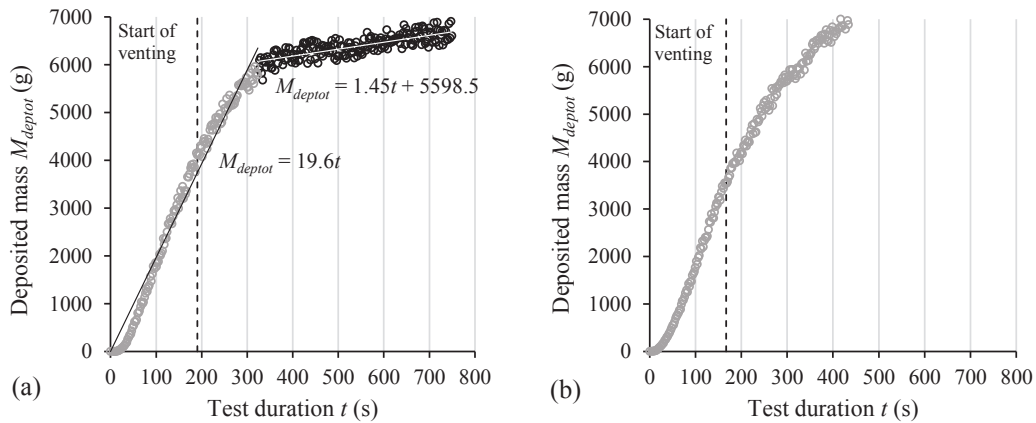 7000
6000
5000
4000
3000
2000
1000
0
Deposited mass M_deptot (g)
Start of
venting
M_deptot = 1.45t + 5598.5
M_deptot = 19.6t
0 100 200 300 400 500 600 700 800
(a)
Test duration t (s)
7000
6000
5000
4000
3000
2000
1000
0
Deposited mass M_deptot (g)
Start of
venting
0 100 200 300 400 500 600 700 800
(b)
Test duration t (s)